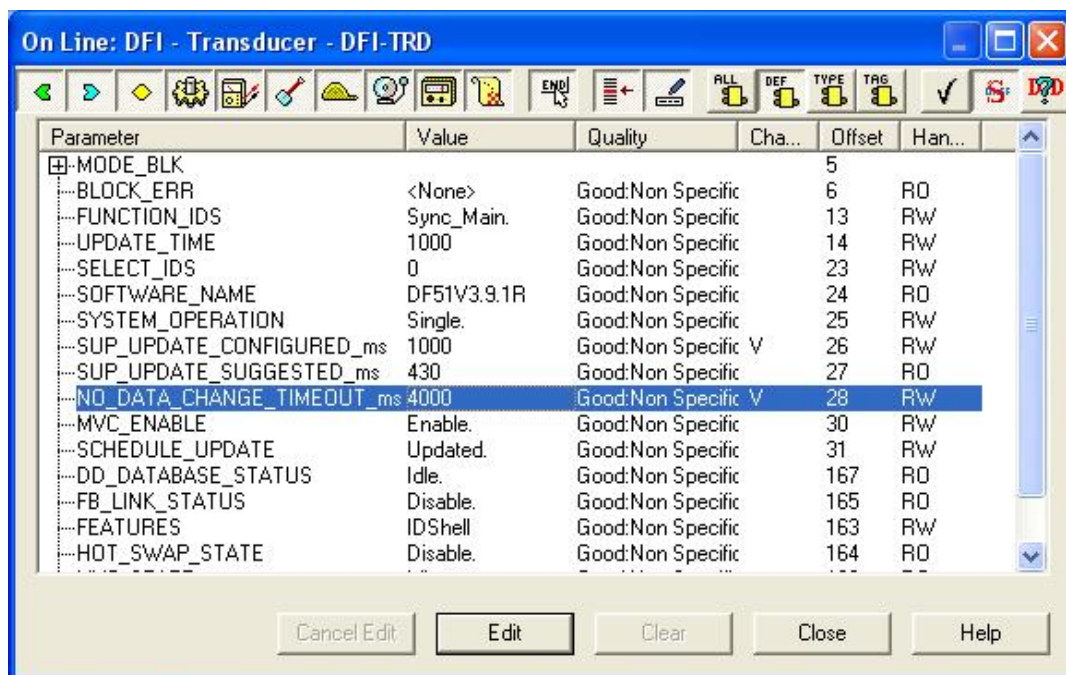 On Line: DFI - Transducer - DFI-TRD
END ALL DEF TYPE TAG
Parameter Value Quality Cha... Offset Han...
MODE_BLK 5
BLOCK_ERR <None> Good:Non Specific 6 RO
FUNCTION_IDS Sync_Main. Good:Non Specific 13 RW
UPDATE_TIME 1000 Good:Non Specific 14 RW
SELECT_IDS 0 Good:Non Specific 23 RW
SOFTWARE_NAME DF51V3.9.1R Good:Non Specific 24 RO
SYSTEM_OPERATION Single. Good:Non Specific 25 RW
SUP_UPDATE_CONFIGURED_ms 1000 Good:Non Specific V 26 RW
SUP_UPDATE_SUGGESTED_ms 430 Good:Non Specific 27 RO
NO_DATA_CHANGE_TIMEOUT_ms 4000 Good:Non Specific V 28 RW
MVC_ENABLE Enable. Good:Non Specific 30 RW
SCHEDULE_UPDATE Updated. Good:Non Specific 31 RW
DD_DATABASE_STATUS Idle. Good:Non Specific 167 RO
FB_LINK_STATUS Disable. Good:Non Specific 165 RO
FEATURES IDShell Good:Non Specific 163 RW
HOT_SWAP_STATE Disable. Good:Non Specific 164 RO
Cancel Edit Edit Clear Close Help